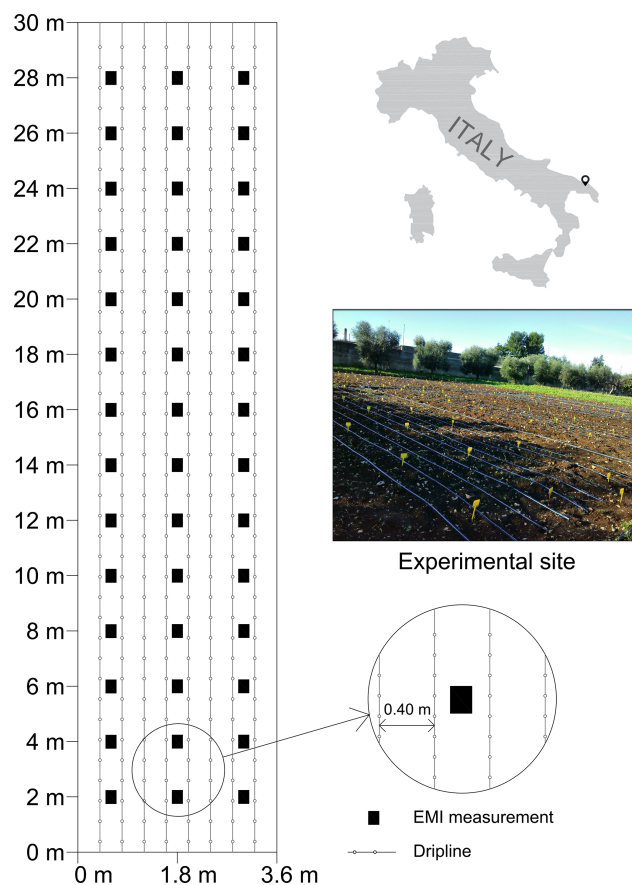 30 m
28 m
26 m
24 m
22 m
20 m
18 m
16 m
14 m
12 m
10 m
8 m
6 m
4 m
2 m
0 m
0 m
1.8 m
3.6 m
ITALY
Experimental site
0.40 m
EMI measurement
Dripline